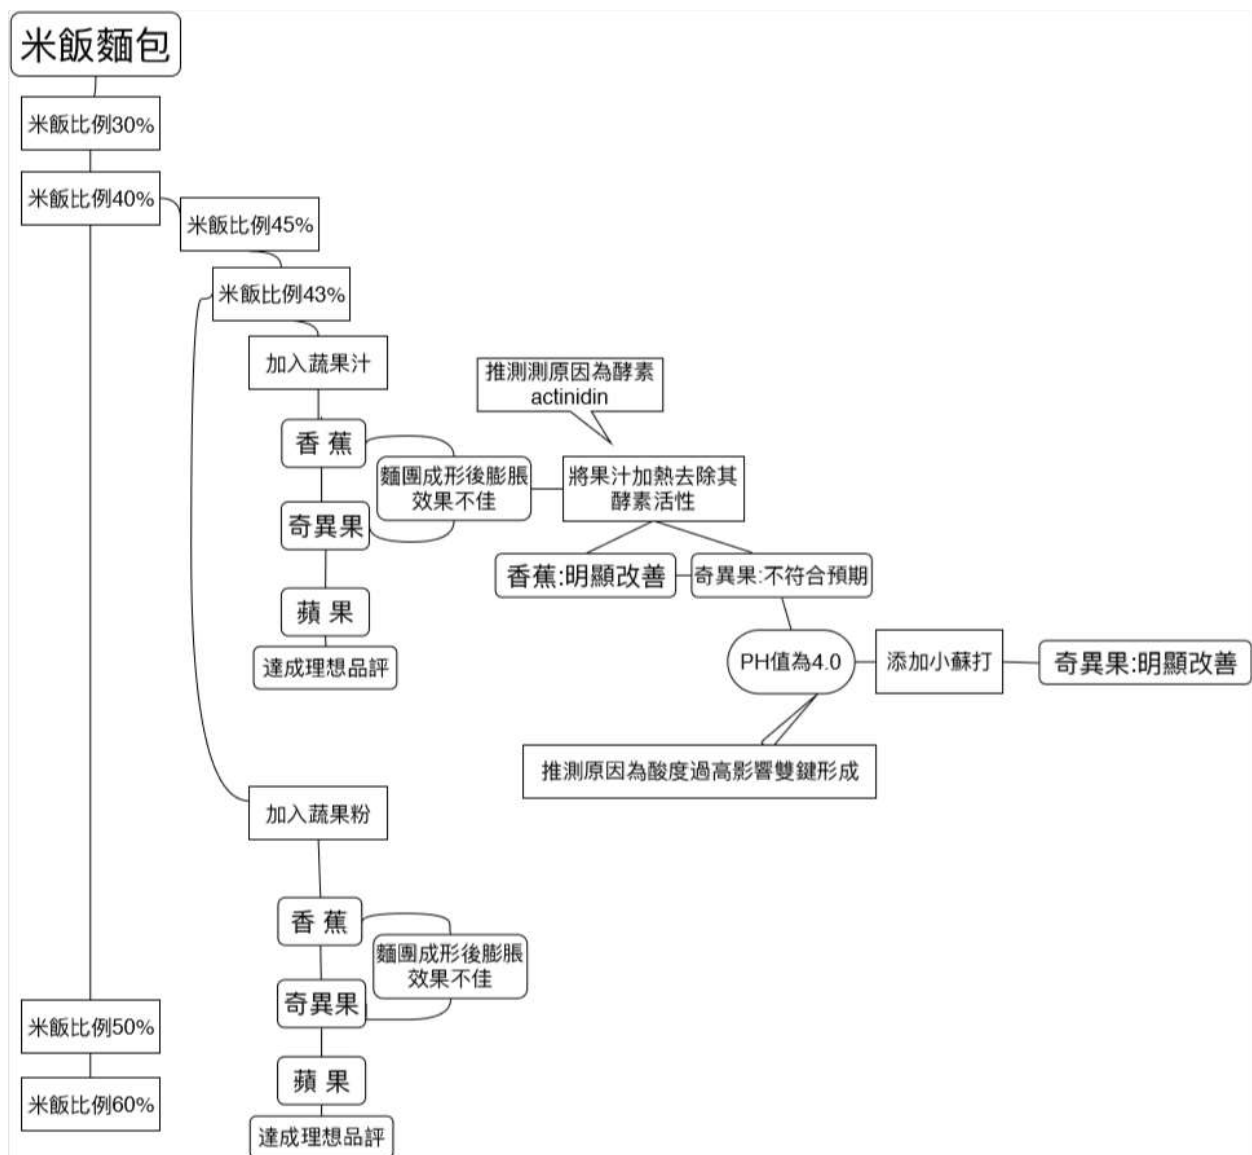 米飯麵包
米飯比例30%
米飯比例40%
米飯比例45%
米飯比例43%
加入蔬果汁
香 蕉
奇異果
蘋 果
達成理想品評
麵團成形後膨脹
效果不佳
推測測原因為酵素
actinidin
將果汁加熱去除其
酵素活性
香蕉:明顯改善
奇異果:不符合預期
PH值為4.0
添加小蘇打
奇異果:明顯改善
推測原因為酸度過高影響雙鍵形成
加入蔬果粉
香 蕉
奇異果
蘋 果
達成理想品評
麵團成形後膨脹
效果不佳
米飯比例50%
米飯比例60%